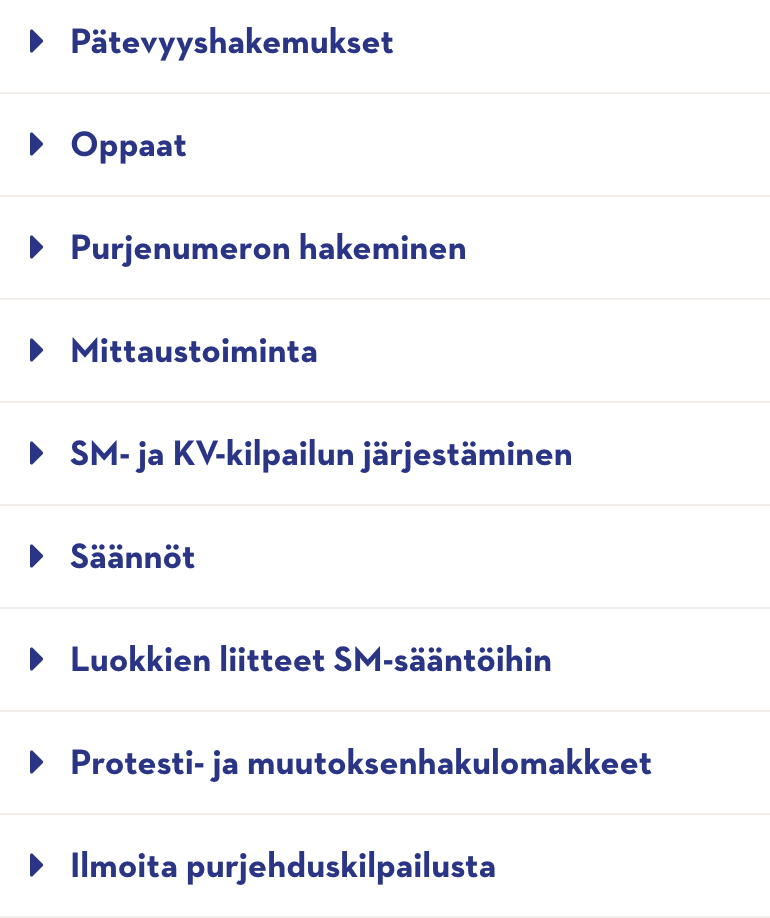 Pätevyyshakemukset
Oppaat
Purjenumeron hakeminen
Mittaustoiminta
SM- ja KV-kilpailun järjestäminen
Säännöt
Luokkien liitteet SM-sääntöihin
Protesti- ja muutoksenhakulomakkeet
Ilmoita purjehduskilpailusta